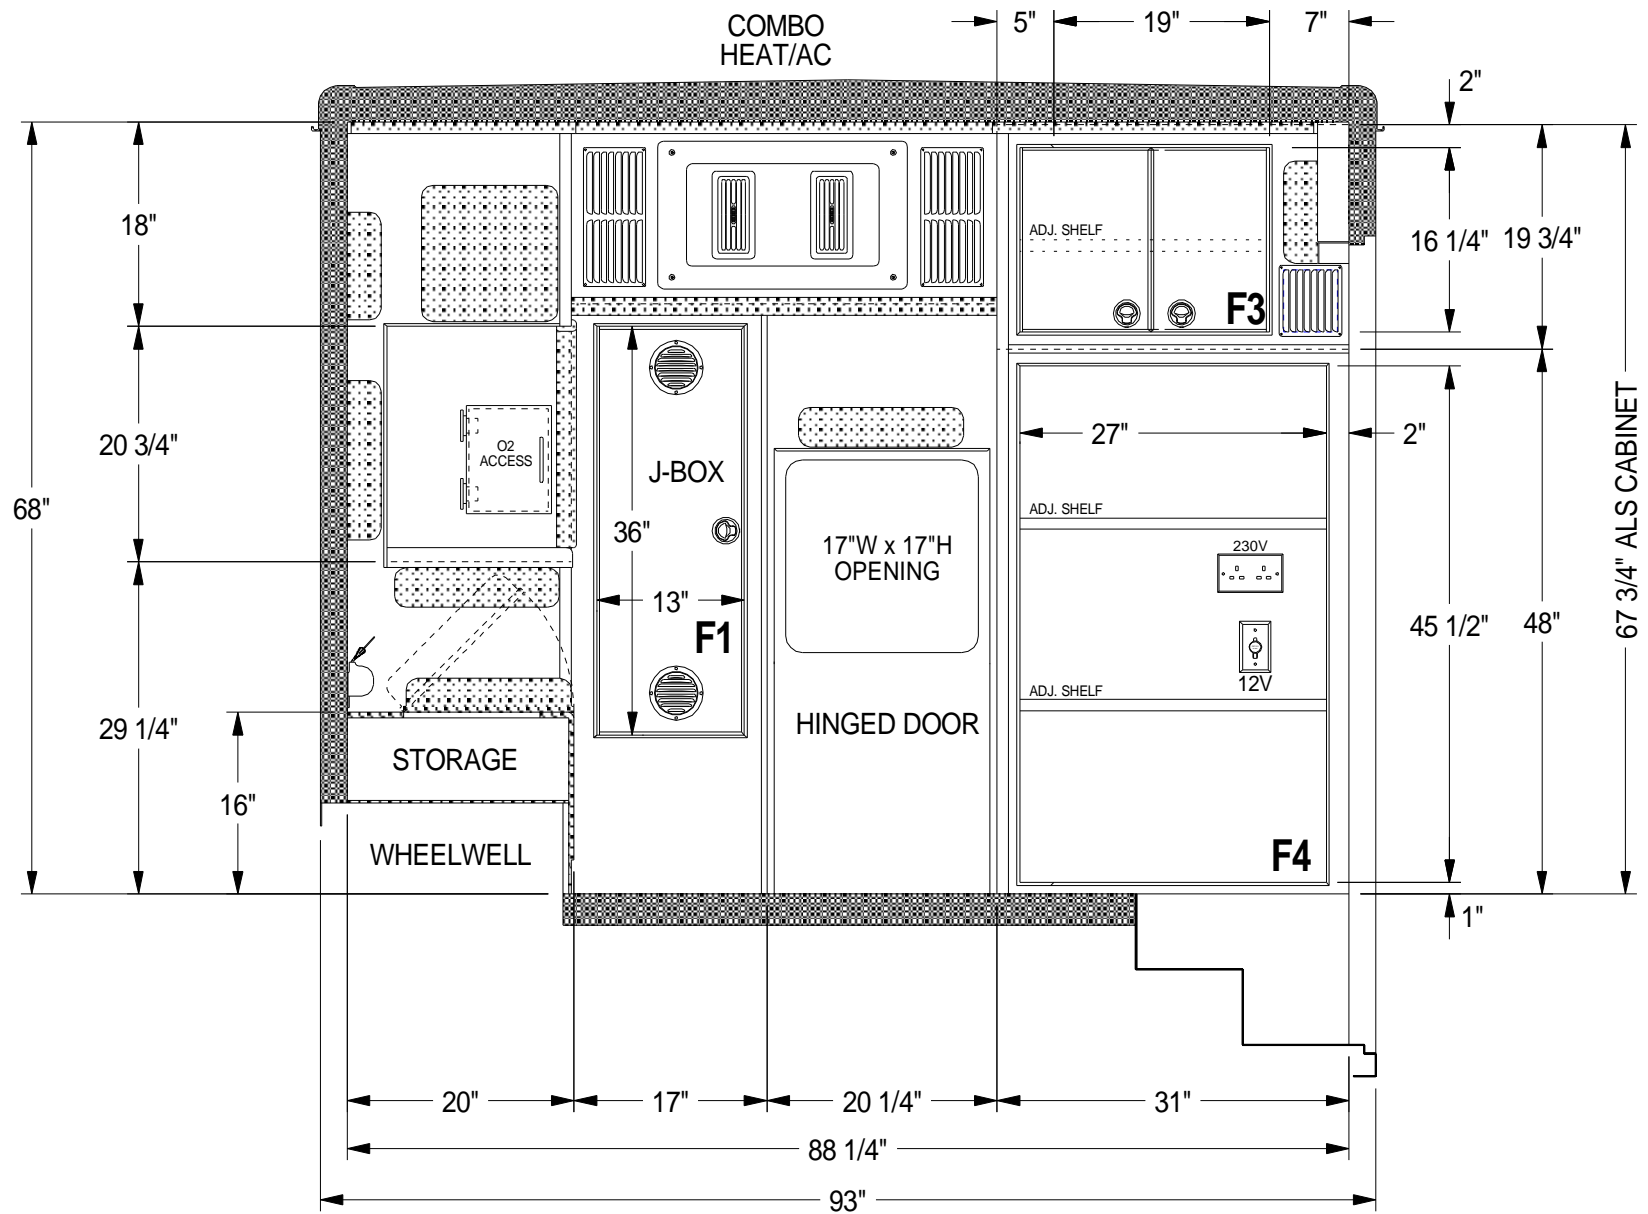 COMBO
HEAT/AC
5" 19" 7"
2"
18"
16 1/4" 19 3/4"
ADJ. SHELF
F3
20 3/4"
O2
ACCESS
J-BOX
27" 2"
67 3/4" ALS CABINET
68"
36"
ADJ. SHELF
17"W x 17"H
OPENING
230V
13"
F1
45 1/2" 48"
12V
ADJ. SHELF
29 1/4"
HINGED DOOR
STORAGE
16"
WHEELWELL
F4
1"
20" 17" 20 1/4" 31"
88 1/4"
93"